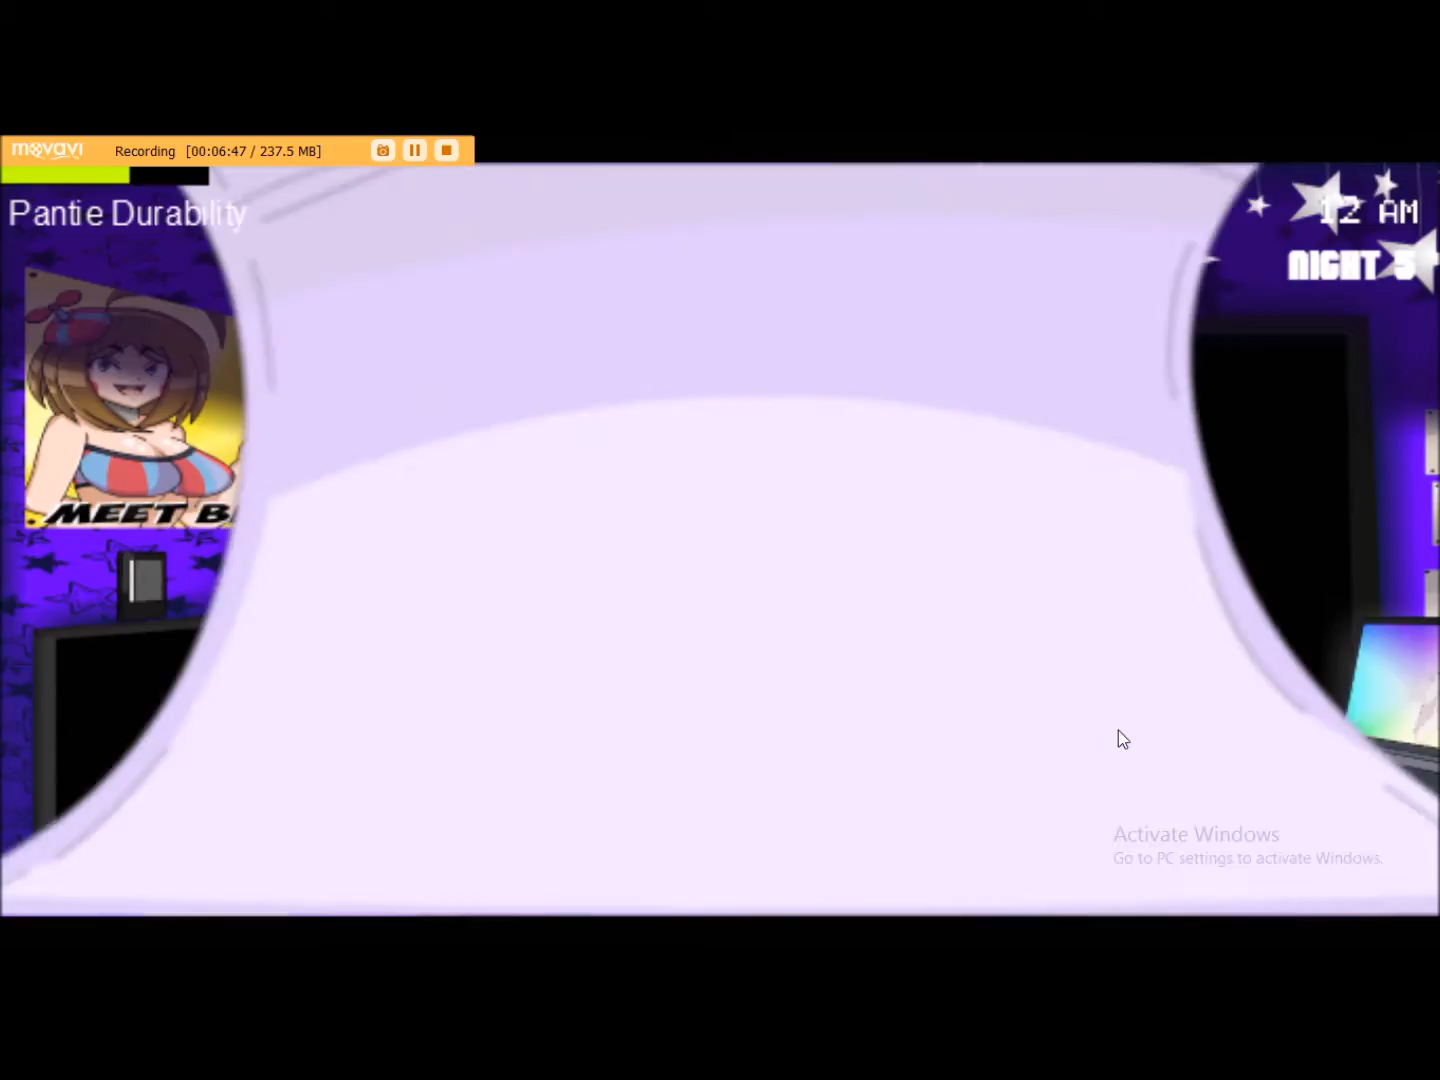 movavi
Recording [00:06:47 / 237.5 MB]
Pantie Durability
12 AM
NIGHT 5
MEET B
Activate Windows
Go to PC settings to activate Windows.